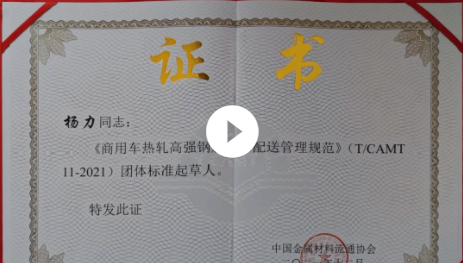 证书
杨力同志：
《商用车热轧高强钢 配送管理规范》（T/CAMT
11-2021）团体标准起草人。
特发此证
中国金属材料流通协会